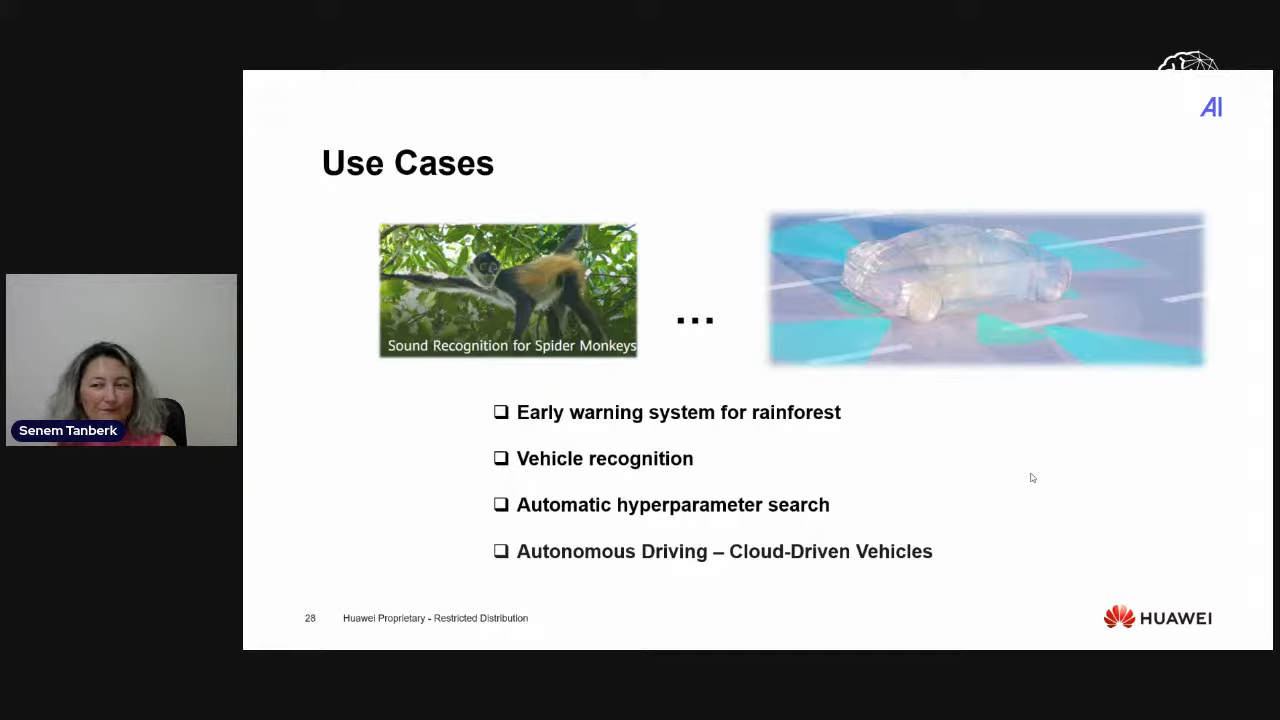 AI
Use Cases
Sound Recognition for Spider Monkeys
...
❑ Early warning system for rainforest
❑ Vehicle recognition
❑ Automatic hyperparameter search
❑ Autonomous Driving – Cloud-Driven Vehicles
Senem Tanberk
28 Huawei Proprietary - Restricted Distribution
HUAWEI